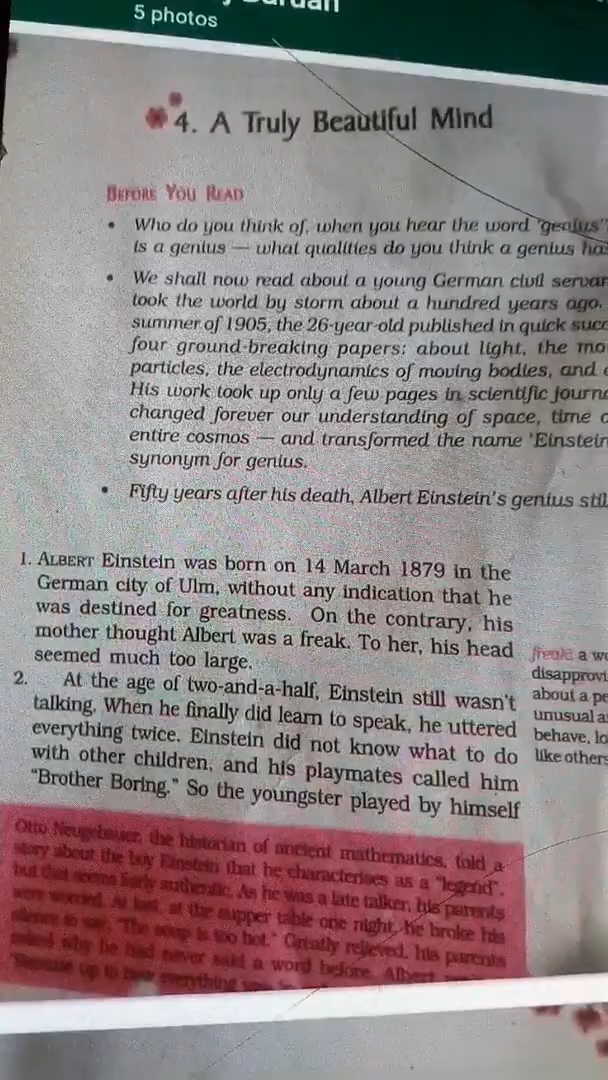 5 photos
4. A Truly Beautiful Mind
BEFORE YOU READ
• Who do you think of, when you hear the word 'genius'
is a genius — what qualities do you think a genius
• We shall now read about a young German civil
took the world by storm about a hundred years ago.
summer of 1905, the 26-year-old published in quick
four ground-breaking papers: about light, the
particles, the electrodynamics of moving bodies, and
His work took up only a few pages in scientific
changed forever our understanding of space, time
entire cosmos — and transformed the name 'Einstein
synonym for genius.
• Fifty years after his death, Albert Einstein's genius
1. ALBERT Einstein was born on 14 March 1879 in the
German city of Ulm, without any indication that he
was destined for greatness. On the contrary, his
mother thought Albert was a freak. To her, his head
seemed much too large.
2. At the age of two-and-a-half, Einstein still wasn't
talking. When he finally did learn to speak, he uttered
everything twice. Einstein did not know what to do
with other children, and his playmates called him
"Brother Boring." So the youngster played by himself
freak: a
disapprovi
about a
unusual
behave,
like others
Otto Neugebauer, the historian of ancient mathematics, told a
story about the boy Einstein that he characterises as a "legend",
but that seems fairly authentic. As he was a late talker, his parents
were worried. At last, at the supper table one night, he broke his
silence to say, "The soup is too hot." Greatly relieved, his parents
asked why he had never said a word before. Albert
"Because up to now everything